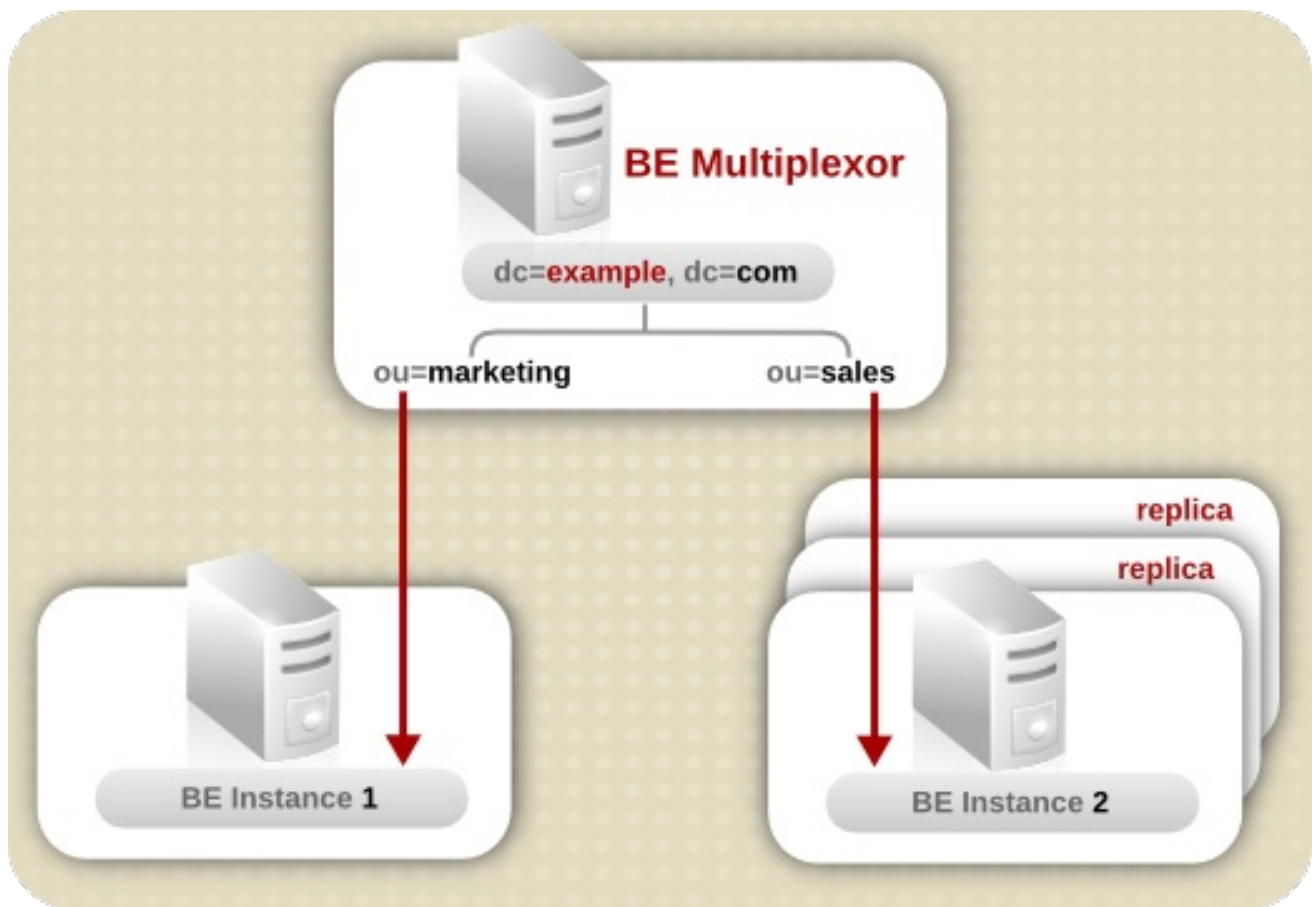 BE Multiplexor
dc=example, dc=com
ou=marketing
ou=sales
replica
replica
BE Instance 1
BE Instance 2